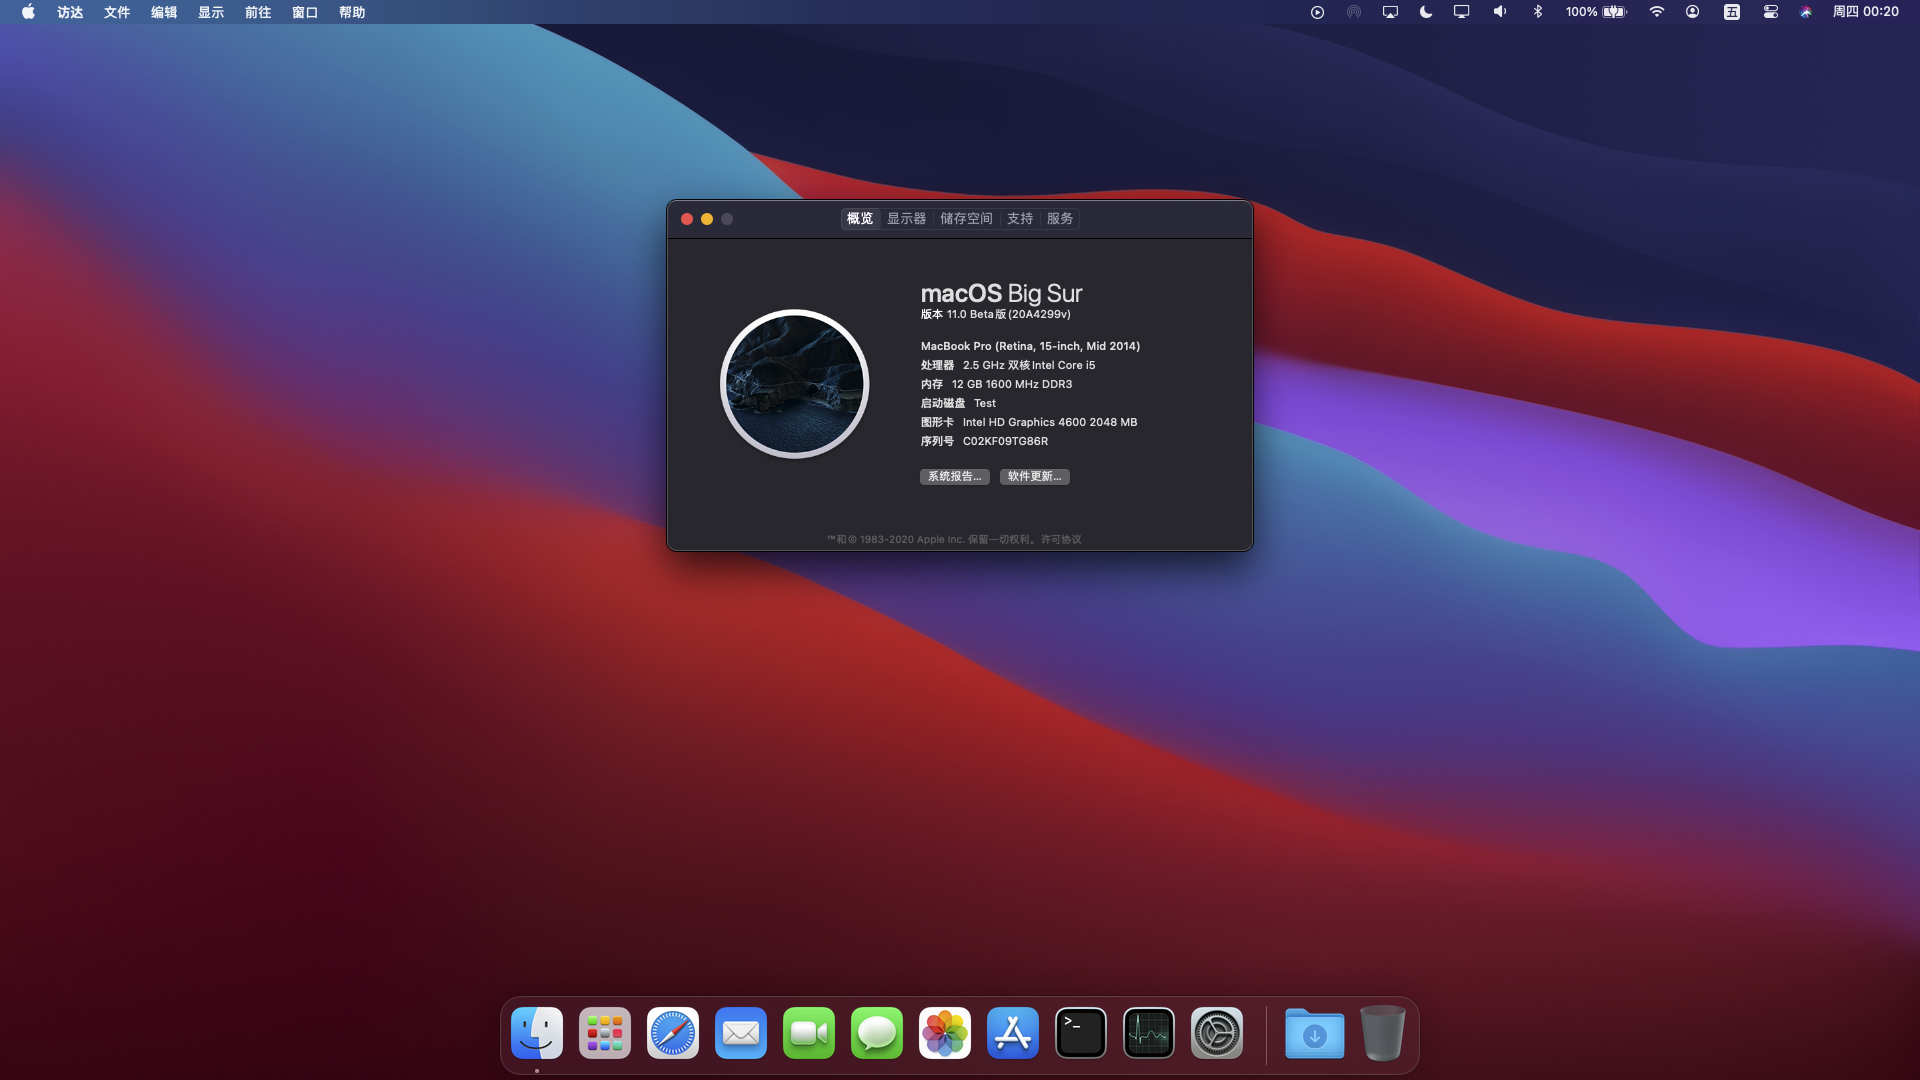 访达 文件 编辑 显示 前往 窗口 帮助 100% 五 周四 00:20
概览 显示器 储存空间 支持 服务
macOS Big Sur
版本 11.0 Beta版 (20A4299v)
MacBook Pro (Retina, 15-inch, Mid 2014)
处理器 2.5 GHz 双核Intel Core i5
内存 12 GB 1600 MHz DDR3
启动磁盘 Test
图形卡 Intel HD Graphics 4600 2048 MB
序列号 C02KF09TG86R
系统报告... 软件更新...
™和© 1983-2020 Apple Inc. 保留一切权利。许可协议
>_